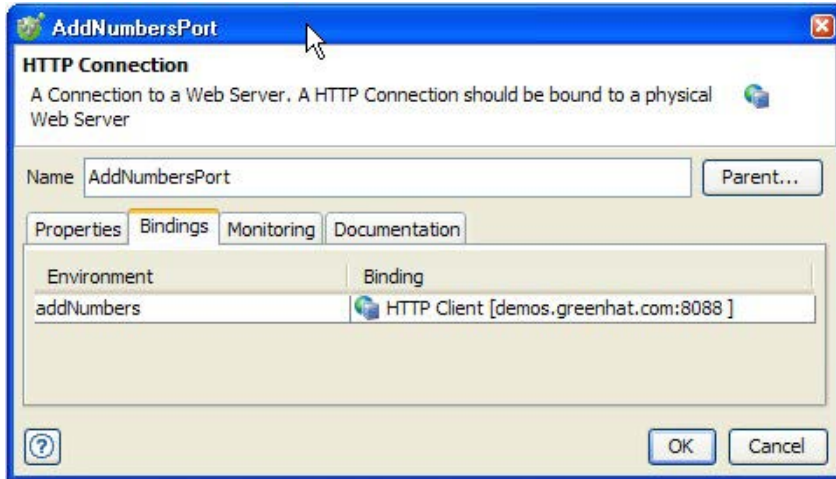 AddNumbersPort
HTTP Connection
A Connection to a Web Server. A HTTP Connection should be bound to a physical
Web Server
Name AddNumbersPort Parent...
Properties Bindings Monitoring Documentation
Environment Binding
addNumbers HTTP Client [demos.greenhat.com:8088 ]
? OK Cancel